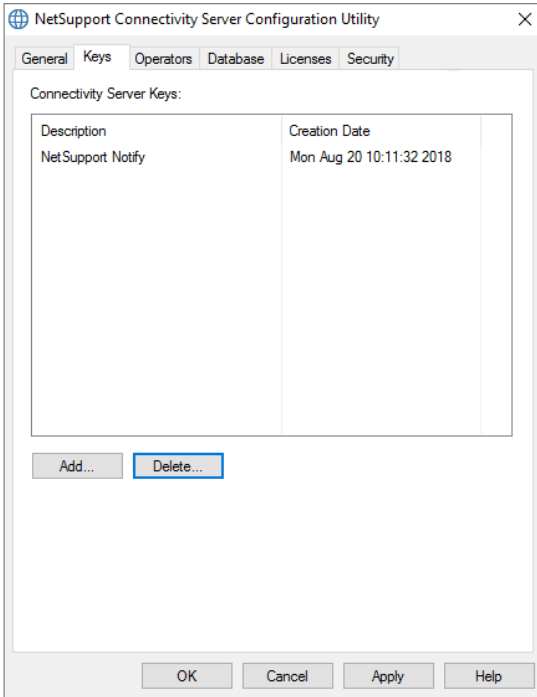 NetSupport Connectivity Server Configuration Utility
General Keys Operators Database Licenses Security
Connectivity Server Keys:
Description Creation Date
NetSupport Notify Mon Aug 20 10:11:32 2018
Add... Delete...
OK Cancel Apply Help